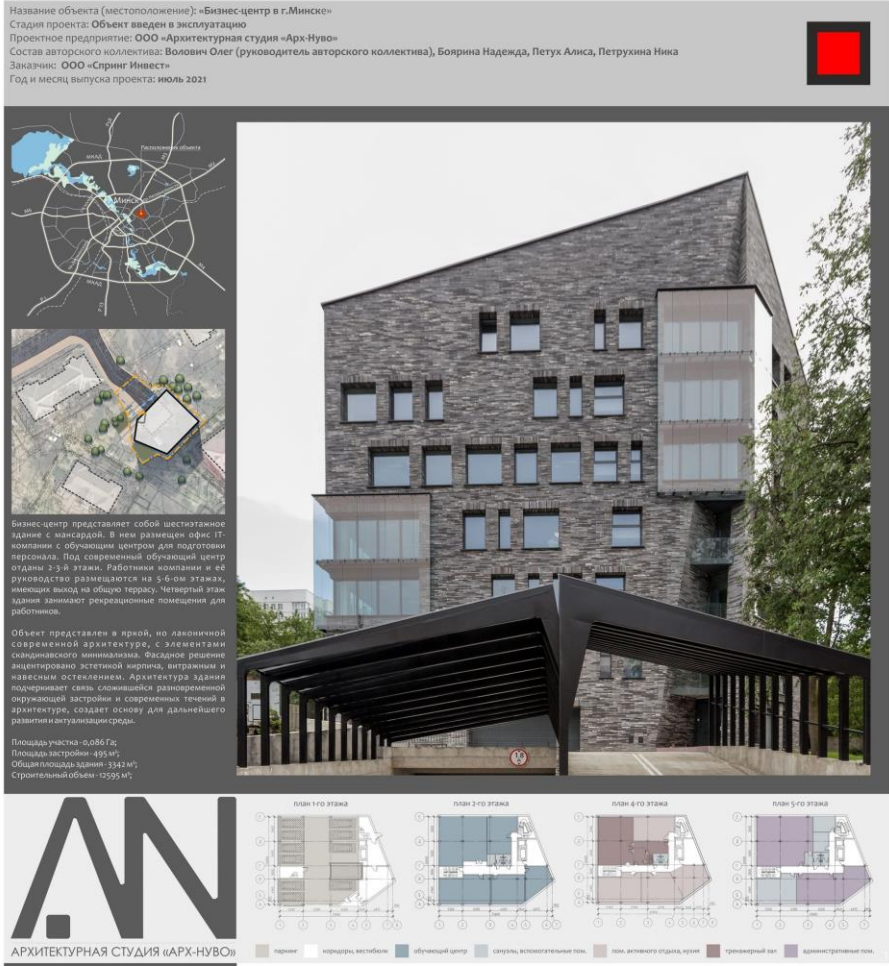 Название объекта (местоположение): «Бизнес-центр в г.Минске»
Стадия проекта: Объект введен в эксплуатацию
Проектное предприятие: ООО «Архитектурная студия «Арх-Нуво»
Состав авторского коллектива: Волович Олег (руководитель авторского коллектива), Боярина Надежда, Петух Алиса, Петрухина Ника
Заказчик: ООО «Спринг Инвест»
Год и месяц выпуска проекта: июль 2021
Расположение объекта
МКАД
Минск
МКАД
Бизнес-центр представляет собой шестиэтажное
здание с мансардой. В нем размещен офис IT-
компании с обучающим центром для подготовки
персонала. Под современный обучающий центр
отданы 2-3-й этажи. Работники компании и её
руководство размещаются на 5-6-ом этажах,
имеющих выход на общую террасу. Четвертый этаж
здания занимают рекреационные помещения для
работников.
Объект представлен в яркой, но лаконичной
современной архитектуре, с элементами
скандинавского минимализма. Фасадное решение
акцентировано эстетикой кирпича, витражным и
навесным остеклением. Архитектура здания
подчеркивает связь сложившейся разновременной
окружающей застройки и современных течений в
архитектуре, создает основу для дальнейшего
развития и актуализации среды.
Площадь участка -0,086 Га;
Площадь застройки -495 м²;
Общая площадь здания - 3342 м²;
Строительный объем - 12595 м³;
1.8
АРХИТЕКТУРНАЯ СТУДИЯ «АРХ-НУВО»
план 1-го этажа
план 2-го этажа
план 4-го этажа
план 5-го этажа
паркинг
коридоры, вестибюли
обучающий центр
санузлы, вспомогательные пом.
пом. активного отдыха, кухня
тренажерный зал
административные пом.